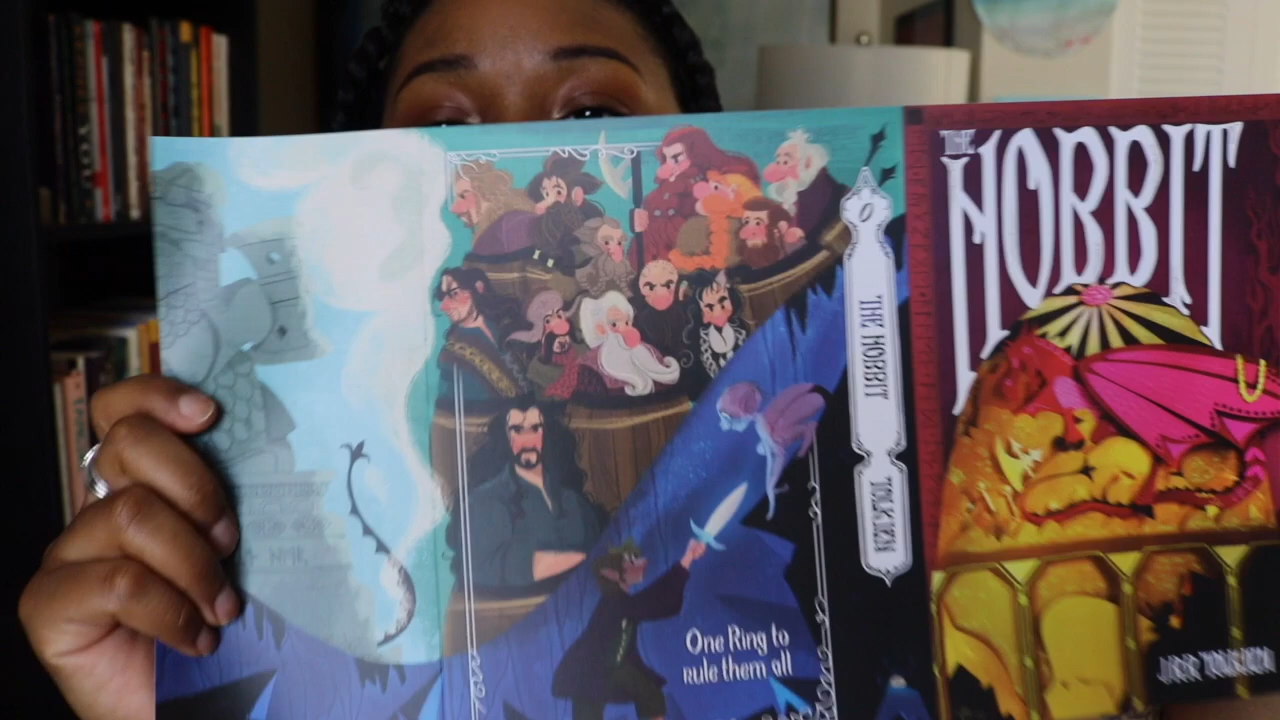 One Ring to
rule them all
THE HOBBIT
TOLKIEN
THE
HOBBIT